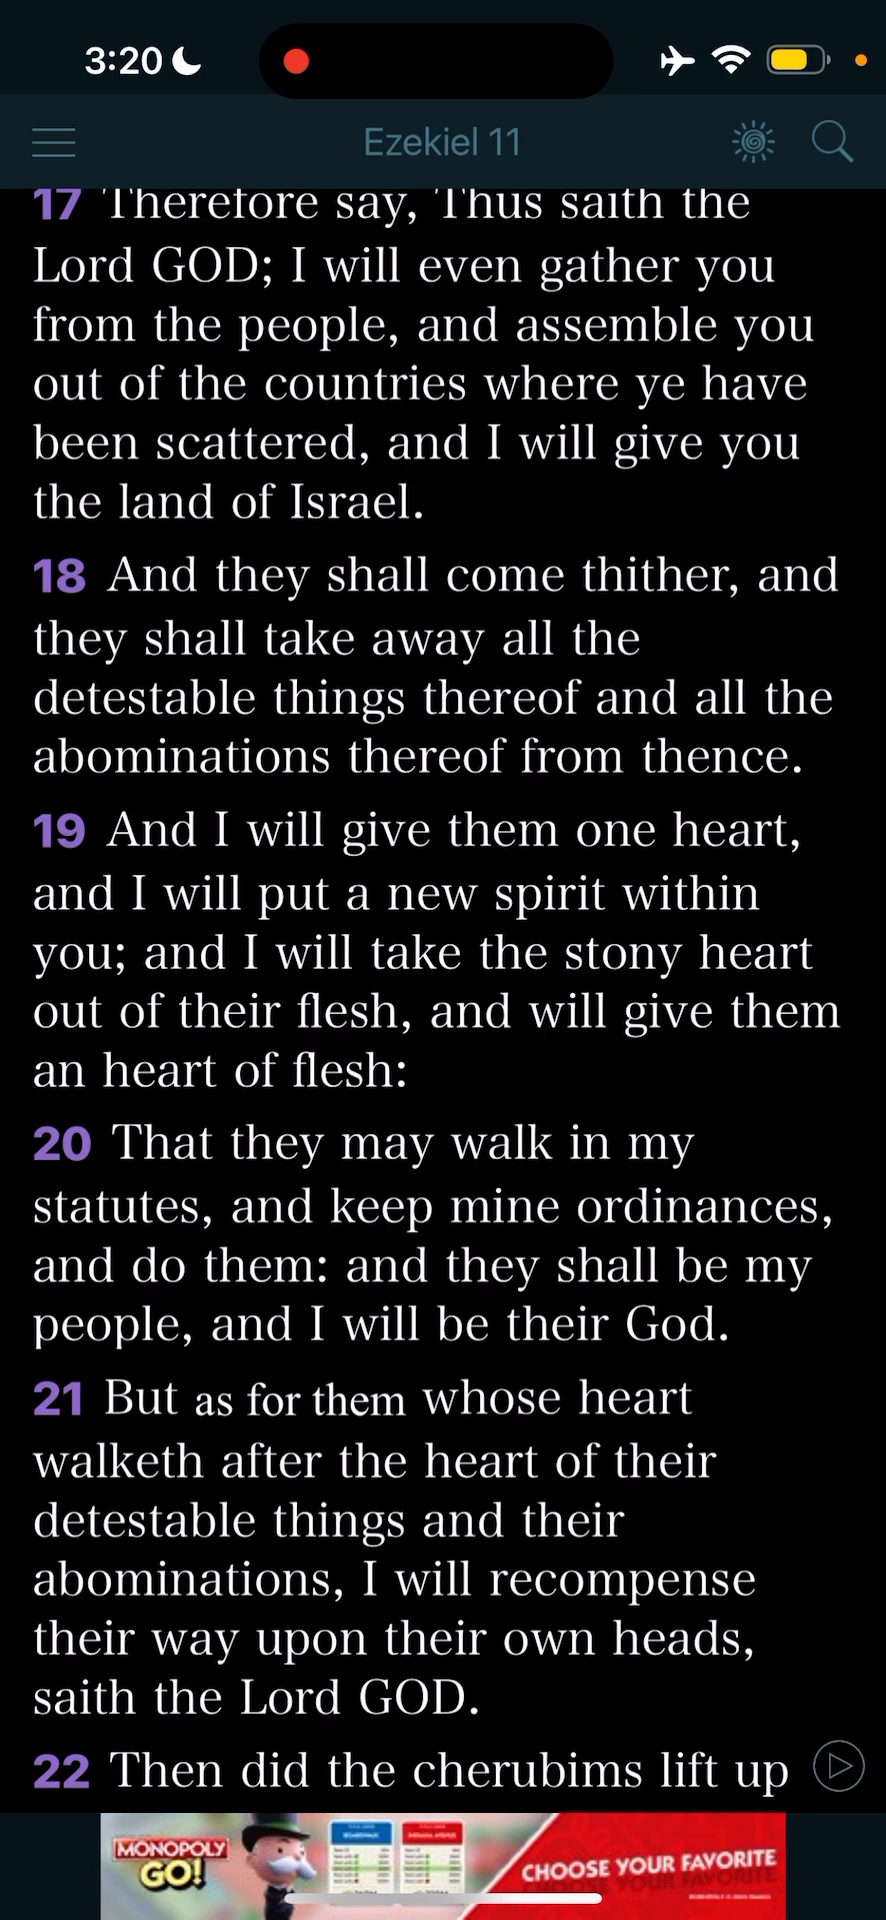 3:20
Ezekiel 11
17 Therefore say, Thus saith the
Lord GOD; I will even gather you
from the people, and assemble you
out of the countries where ye have
been scattered, and I will give you
the land of Israel.
18 And they shall come thither, and
they shall take away all the
detestable things thereof and all the
abominations thereof from thence.
19 And I will give them one heart,
and I will put a new spirit within
you; and I will take the stony heart
out of their flesh, and will give them
an heart of flesh:
20 That they may walk in my
statutes, and keep mine ordinances,
and do them: and they shall be my
people, and I will be their God.
21 But as for them whose heart
walketh after the heart of their
detestable things and their
abominations, I will recompense
their way upon their own heads,
saith the Lord GOD.
22 Then did the cherubims lift up
MONOPOLY
GO!
CHOOSE YOUR FAVORITE